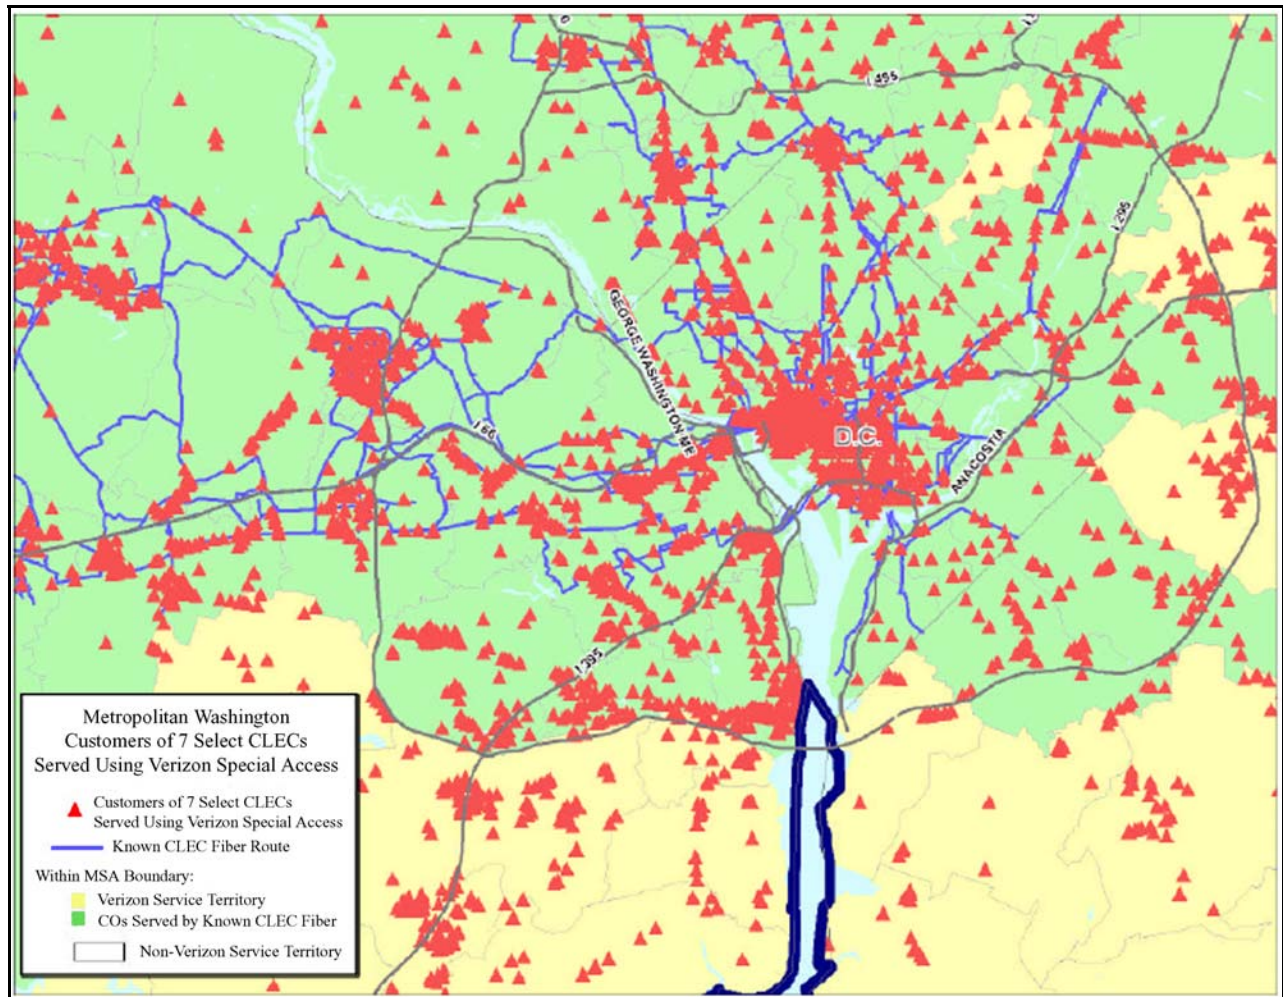 I 495
I 295
GEORGE WASHINGTON ME
D.C.
I 66
ANACOSTIA
I 395
Metropolitan Washington
Customers of 7 Select CLECs
Served Using Verizon Special Access
Customers of 7 Select CLECs
Served Using Verizon Special Access
Known CLEC Fiber Route
Within MSA Boundary:
Verizon Service Territory
COs Served by Known CLEC Fiber
Non-Verizon Service Territory